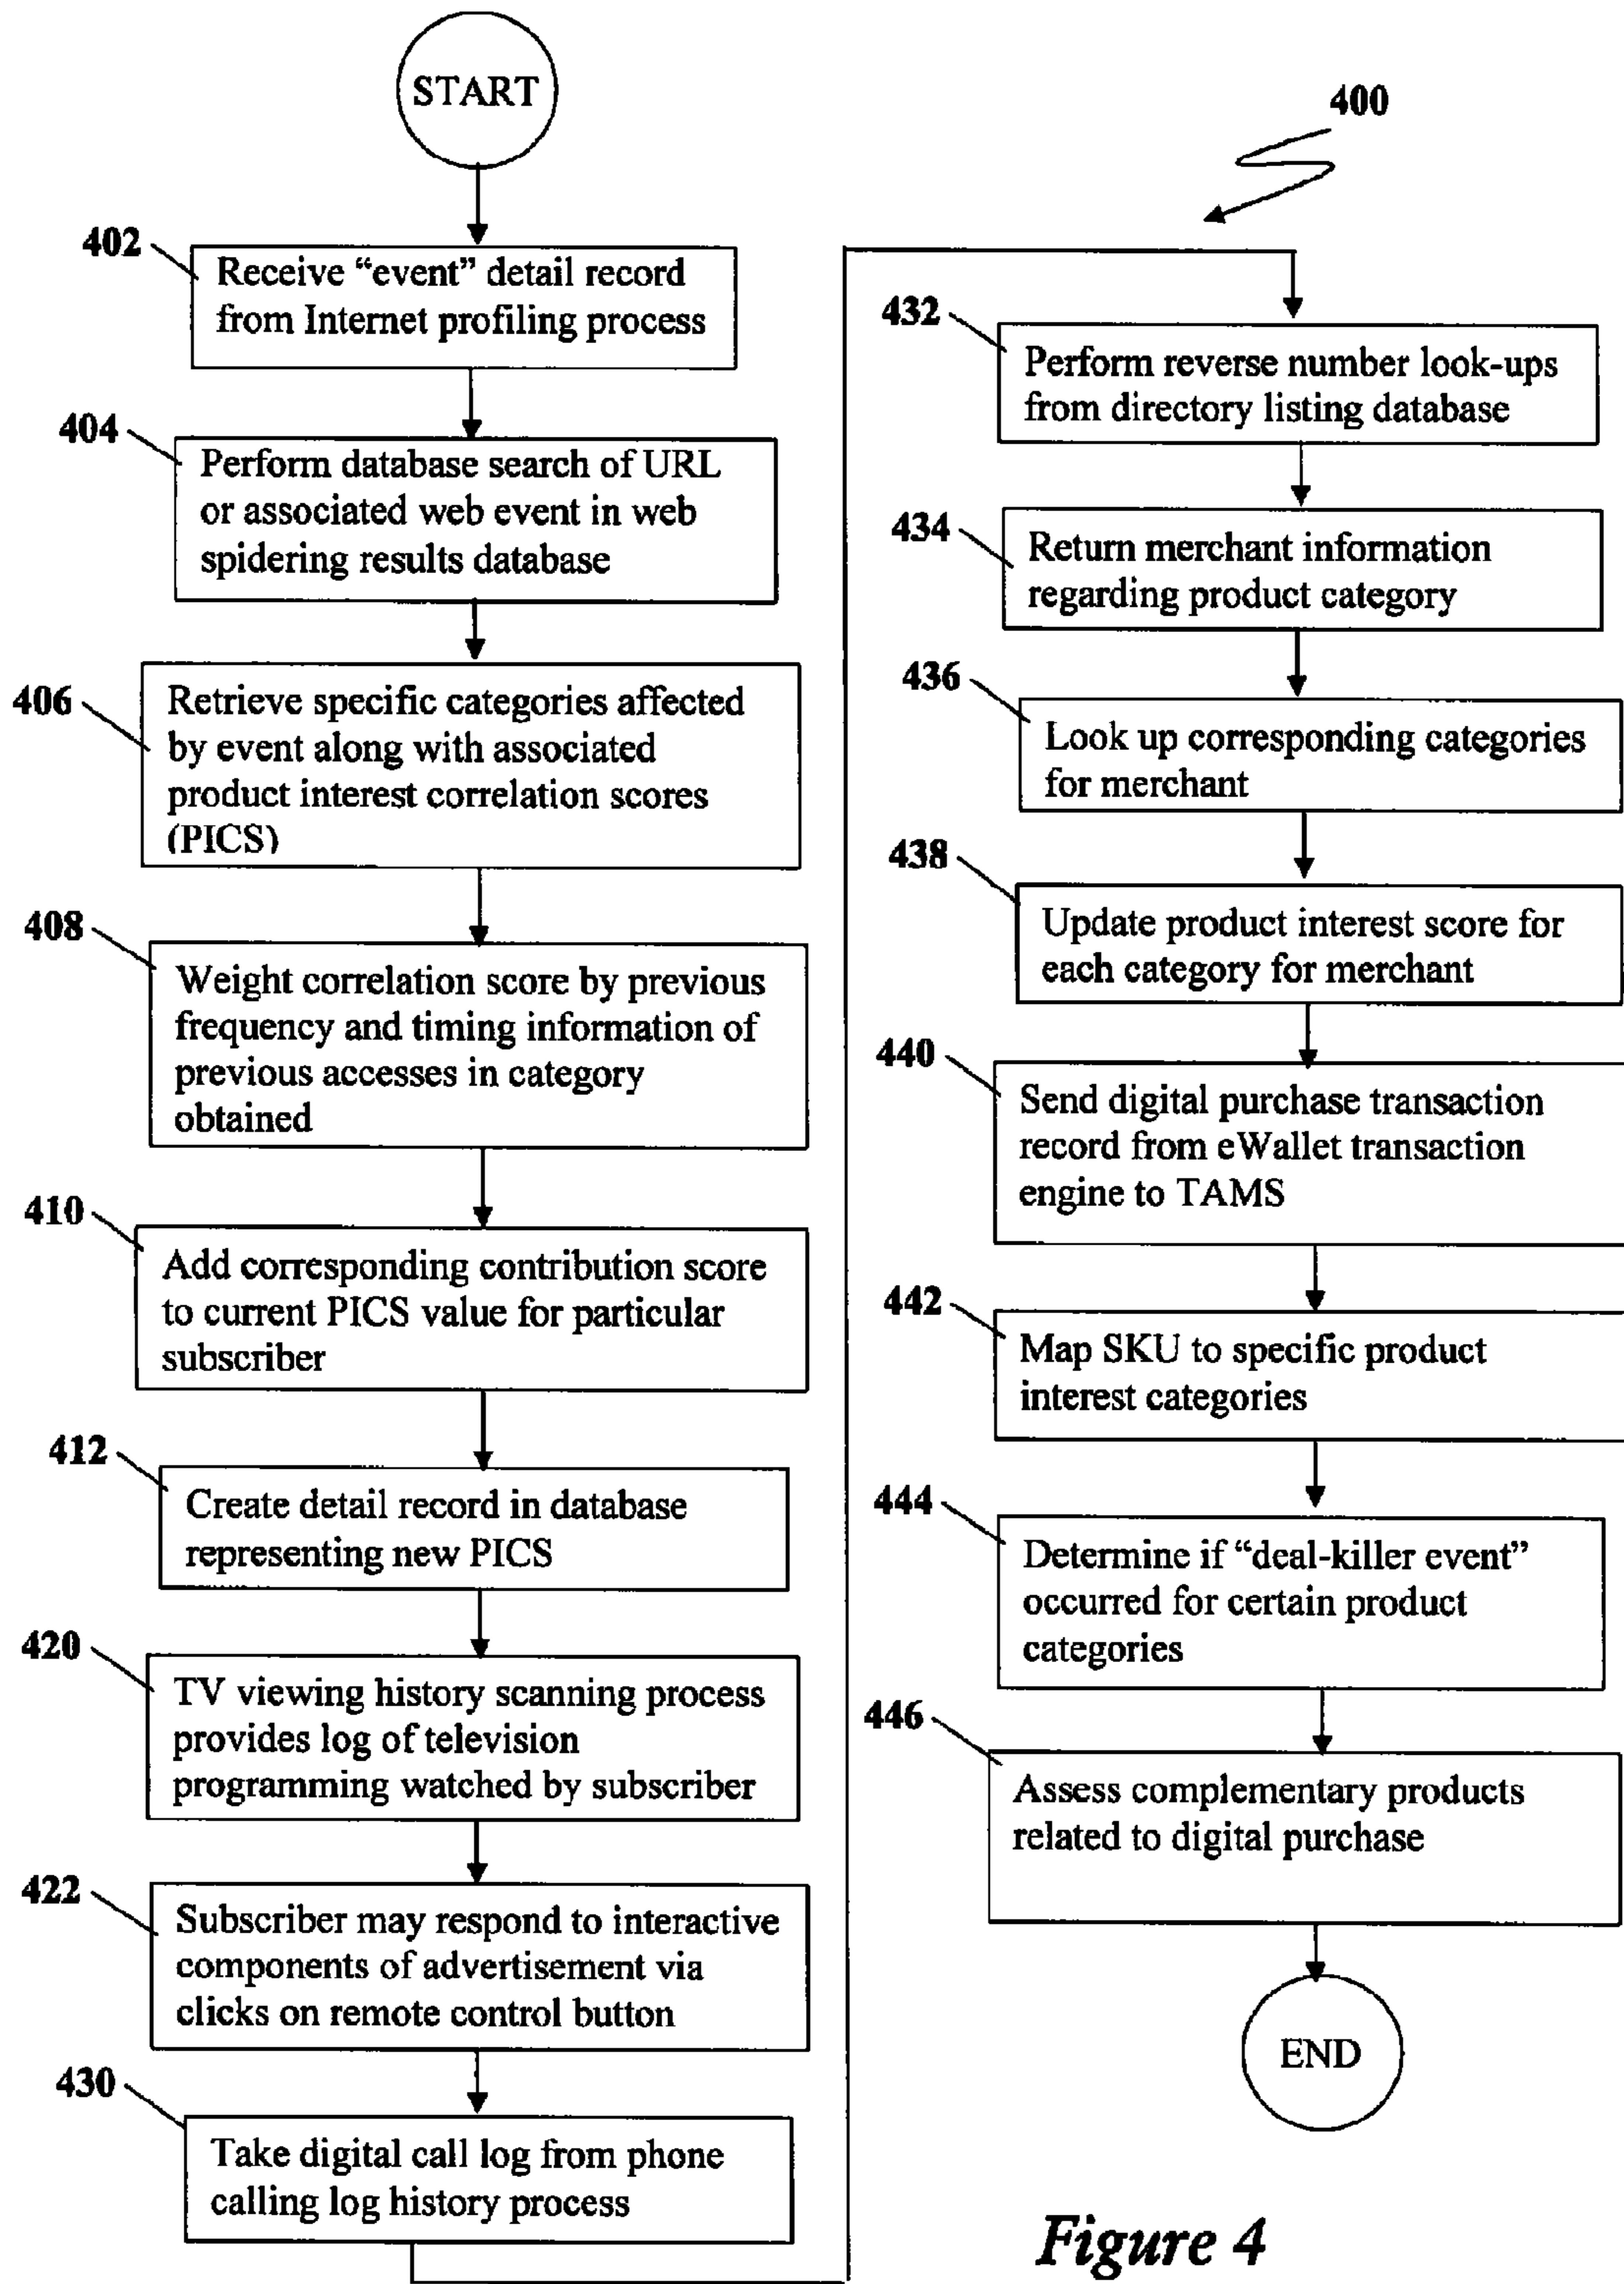 START
400
402
Receive “event” detail record
from Internet profiling process
404
Perform database search of URL
or associated web event in web
spidering results database
406
Retrieve specific categories affected
by event along with associated
product interest correlation scores
(PICS)
408
Weight correlation score by previous
frequency and timing information of
previous accesses in category
obtained
410
Add corresponding contribution score
to current PICS value for particular
subscriber
412
Create detail record in database
representing new PICS
420
TV viewing history scanning process
provides log of television
programming watched by subscriber
422
Subscriber may respond to interactive
components of advertisement via
clicks on remote control button
430
Take digital call log from phone
calling log history process
432
Perform reverse number look-ups
from directory listing database
434
Return merchant information
regarding product category
436
Look up corresponding categories
for merchant
438
Update product interest score for
each category for merchant
440
Send digital purchase transaction
record from eWallet transaction
engine to TAMS
442
Map SKU to specific product
interest categories
444
Determine if “deal-killer event”
occurred for certain product
categories
446
Assess complementary products
related to digital purchase
END
Figure 4